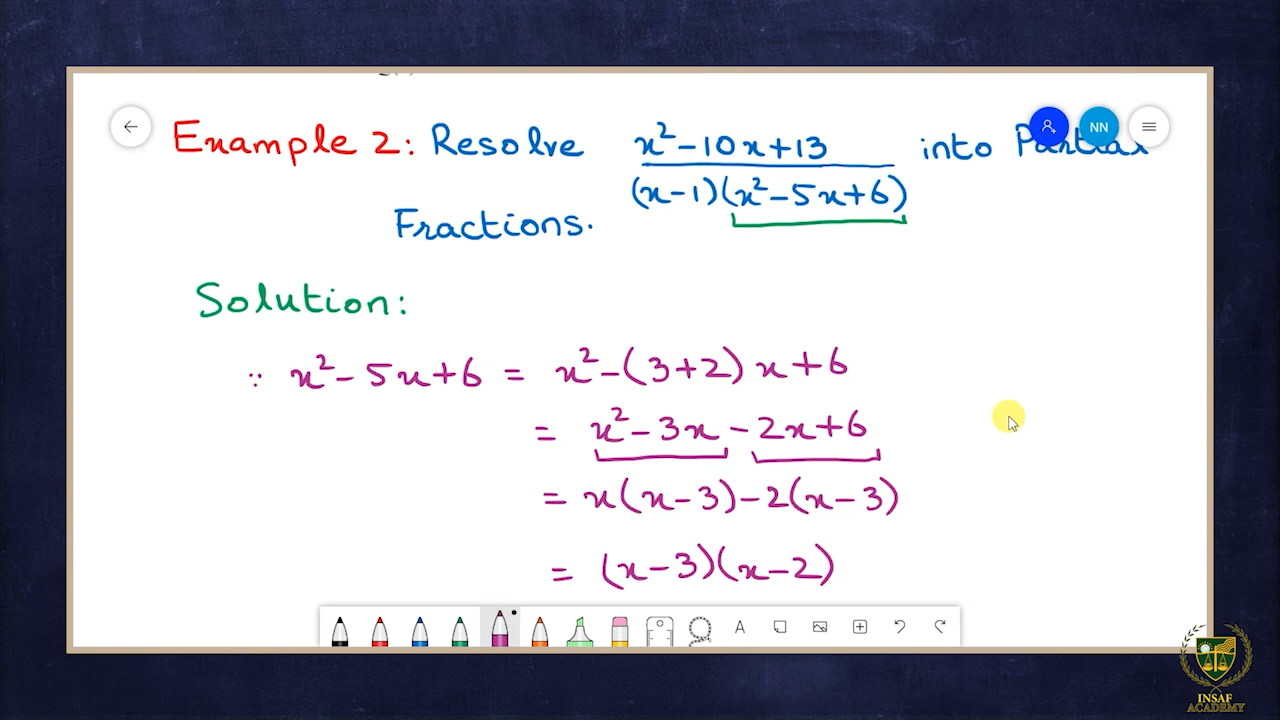 Example 2: Resolve x² - 10x + 13 / (x - 1)(x² - 5x + 6) into Partial
Fractions.
NN
Solution:
∵ x² - 5x + 6 = x² - (3 + 2) x + 6
= x² - 3x - 2x + 6
= x(x - 3) - 2(x - 3)
= (x - 3)(x - 2)
A
INSAF
ACADEMY